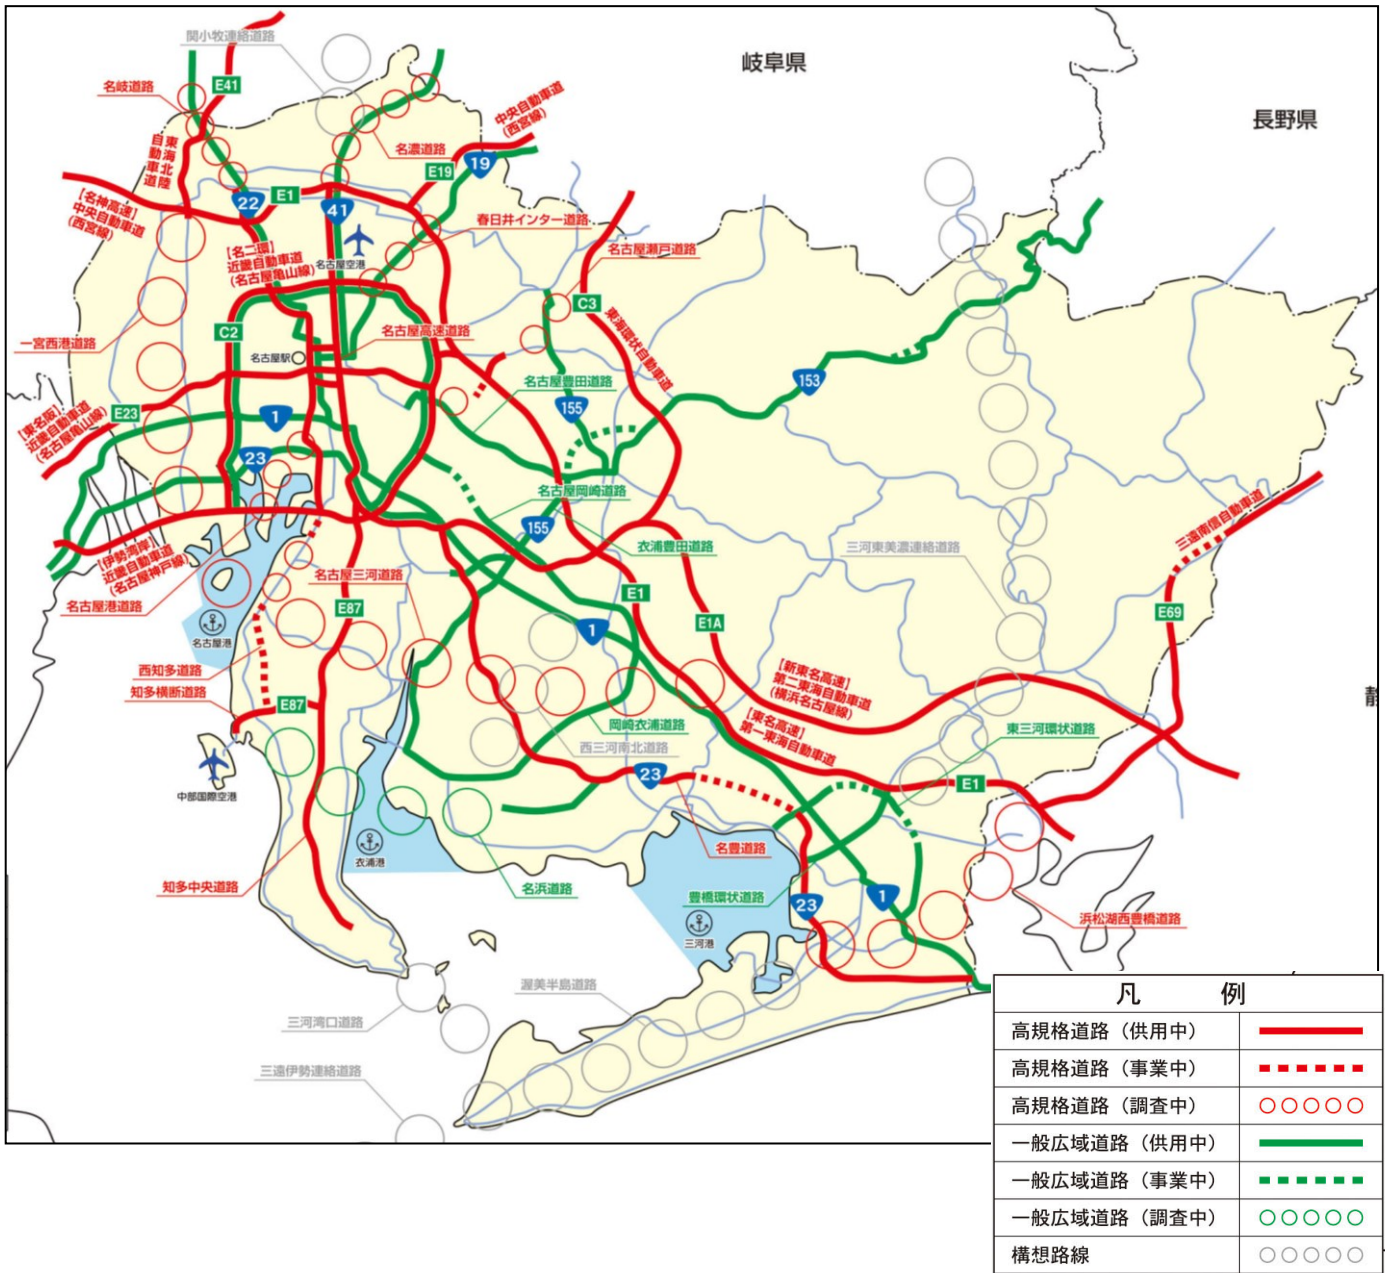 関小牧連絡道路
岐阜県
長野県
名岐道路
E41
中央自動車道
(西宮線)
東海北陸
自動車道
名濃道路
E19
19
[名神高速]
中央自動車道
(西宮線)
22
E1
41
春日井インター道路
[名二環]
近畿自動車道
(名古屋亀山線)
名古屋空港
名古屋瀬戸道路
C3
東海環状自動車道
C2
名古屋高速道路
一宮西港道路
名古屋駅
名古屋豊田道路
153
155
E23
1
[東名阪]
近畿自動車道
(名古屋亀山線)
23
名古屋岡崎道路
155
衣浦豊田道路
三河東美濃連絡道路
三遠南信自動車道
[伊勢湾岸]
近畿自動車道
(名古屋神戸線)
名古屋三河道路
名古屋港道路
E87
E1
E1A
E69
名古屋港
1
西知多道路
知多横断道路
E87
[新東名高速]
第二東海自動車道
(横浜名古屋線)
静
岡崎衣浦道路
[東名高速]
第一東海自動車道
東三河環状道路
西三河南北道路
23
E1
中部国際空港
衣浦港
名豊道路
知多中央道路
名浜道路
豊橋環状道路
23
1
浜松湖西豊橋道路
三河港
渥美半島道路
三河湾口道路
三遠伊勢連絡道路
凡 例
高規格道路（供用中）
高規格道路（事業中）
高規格道路（調査中）
一般広域道路（供用中）
一般広域道路（事業中）
一般広域道路（調査中）
構想路線